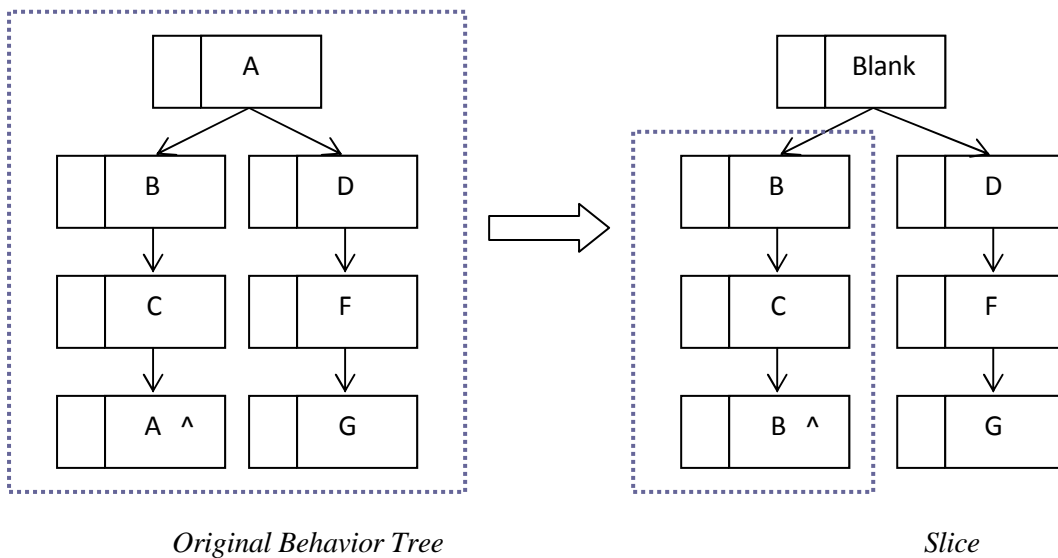 A
Blank
B
D
B
D
C
F
C
F
A ^
G
B ^
G
Original Behavior Tree
Slice